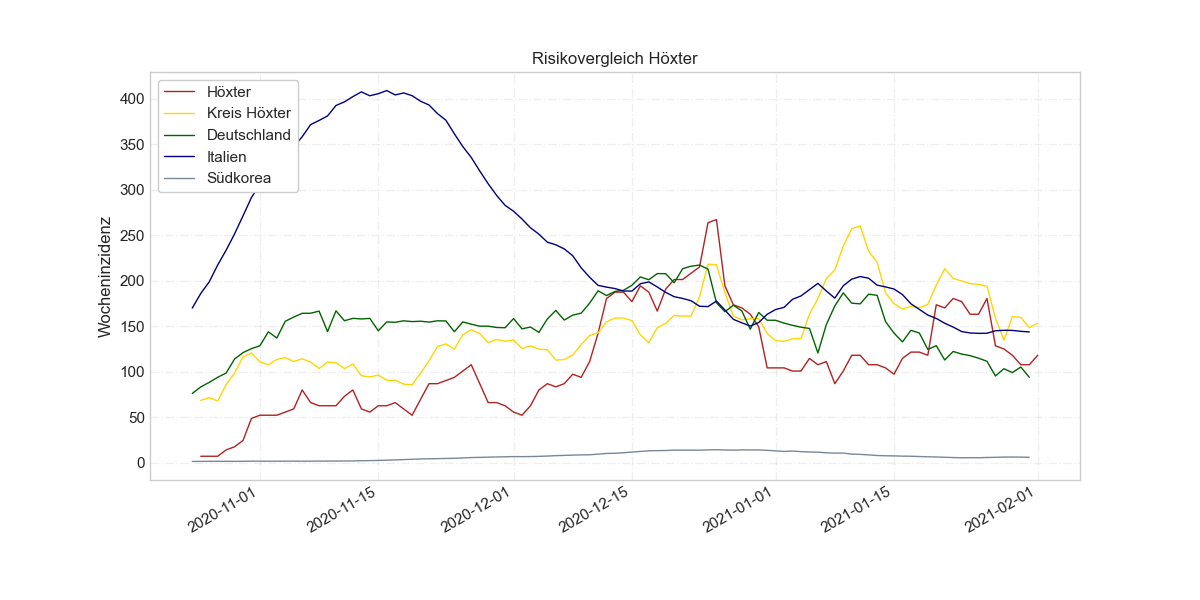 Risikovergleich Höxter
Höxter
Kreis Höxter
Deutschland
Italien
Südkorea
Wocheninzidenz
400
350
300
250
200
150
100
50
0
2020-11-01
2020-11-15
2020-12-01
2020-12-15
2021-01-01
2021-01-15
2021-02-01